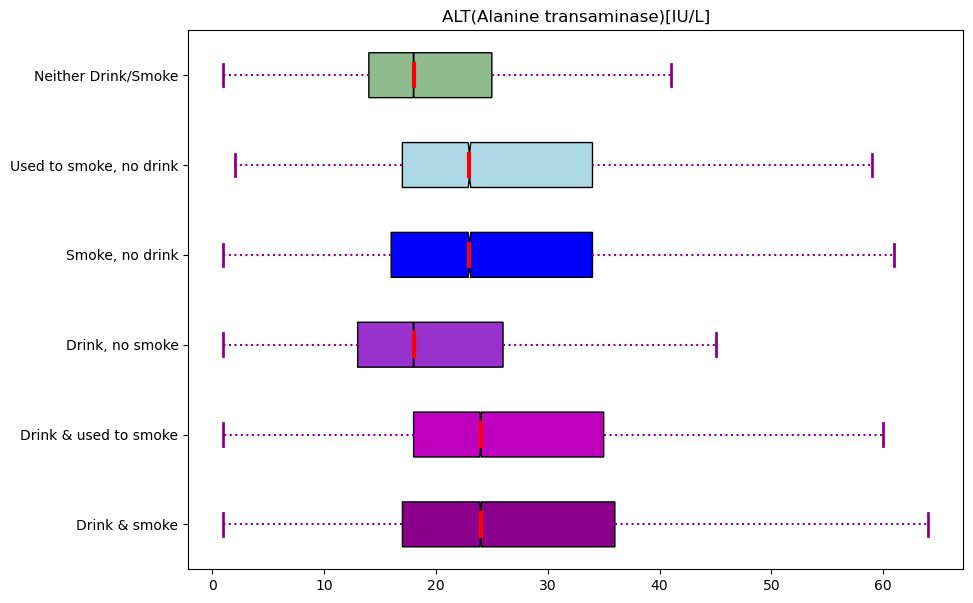 ALT(Alanine transaminase)[IU/L]
Neither Drink/Smoke
Used to smoke, no drink
Smoke, no drink
Drink, no smoke
Drink & used to smoke
Drink & smoke
0 10 20 30 40 50 60